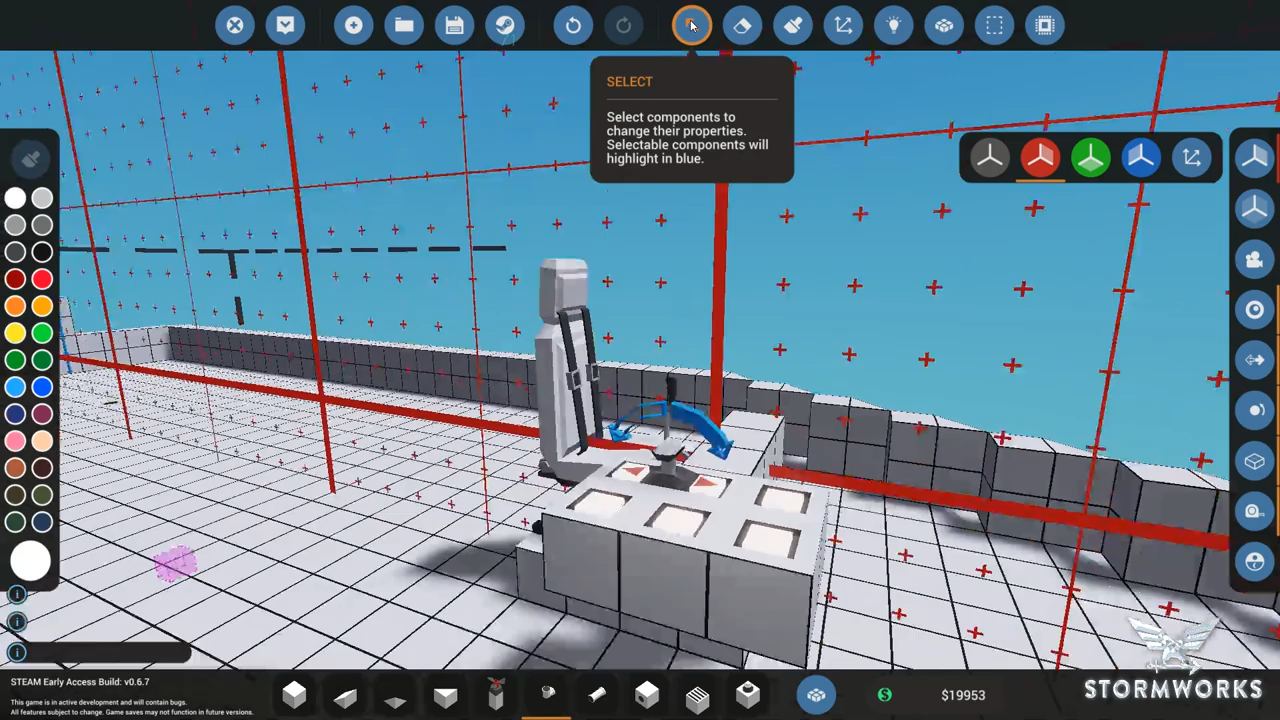 SELECT
Select components to
change their properties.
Selectable components will
highlight in blue.
STEAM Early Access Build: v0.6.7
This game is in active development and will contain bugs.
All features subject to change. Game saves may not function in future versions.
$
$19953
STORMWORKS